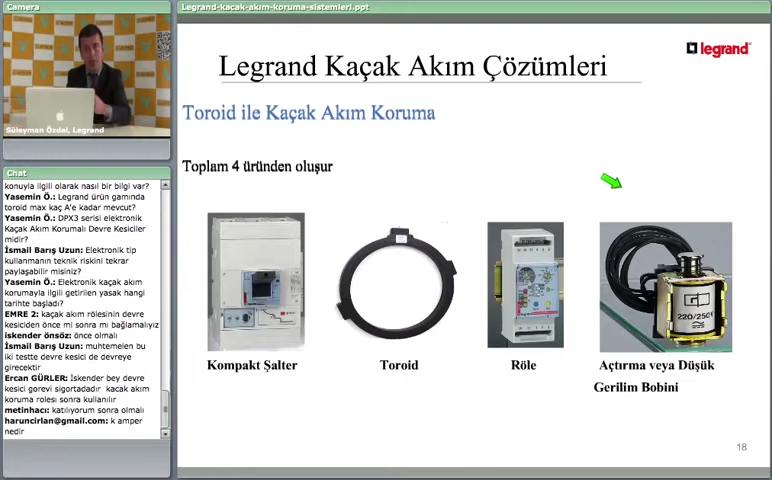 Camera
Süleyman Özdal, Legrand
Chat
konuyla ilgili olarak nasıl bir bilgi var?
Yasemin Ö.: Legrand ürün gamında
toroid max kaç A'e kadar mevcut?
Yasemin Ö.: DPX3 serisi elektronik
Kaçak Akım Korumalı Devre Kesiciler
midir?
İsmail Barış Uzun: Elektronik tip
kullanmanın teknik riskini tekrar
paylaşabilir misiniz?
Yasemin Ö.: Elektronik kaçak akım
korumayla ilgili getirilen yasak hangi
tarihte başladı?
EMRE 2: kaçak akım rölesinin devre
kesiciden önce mi sonra mı bağlamalıyız
iskender önsöz: önce olmalı
İsmail Barış Uzun: muhtemelen bu
iki testte devre kesici de devreye
girecektir
Ercan GÜRLER: İskender bey devre
kesici gorevi sigortadadır kacak akım
koruma rolesı sonra kullanılır
metinhacı: katılıyorum sonra olmalı
haruncirlan@gmail.com: k amper
nedir
Legrand-kacak-akım-koruma-sistemleri.ppt
legrand
Legrand Kaçak Akım Çözümleri
Toroid ile Kaçak Akım Koruma
Toplam 4 üründen oluşur
220/250V
Kompakt Şalter
Toroid
Röle
Açtırma veya Düşük
Gerilim Bobini
18